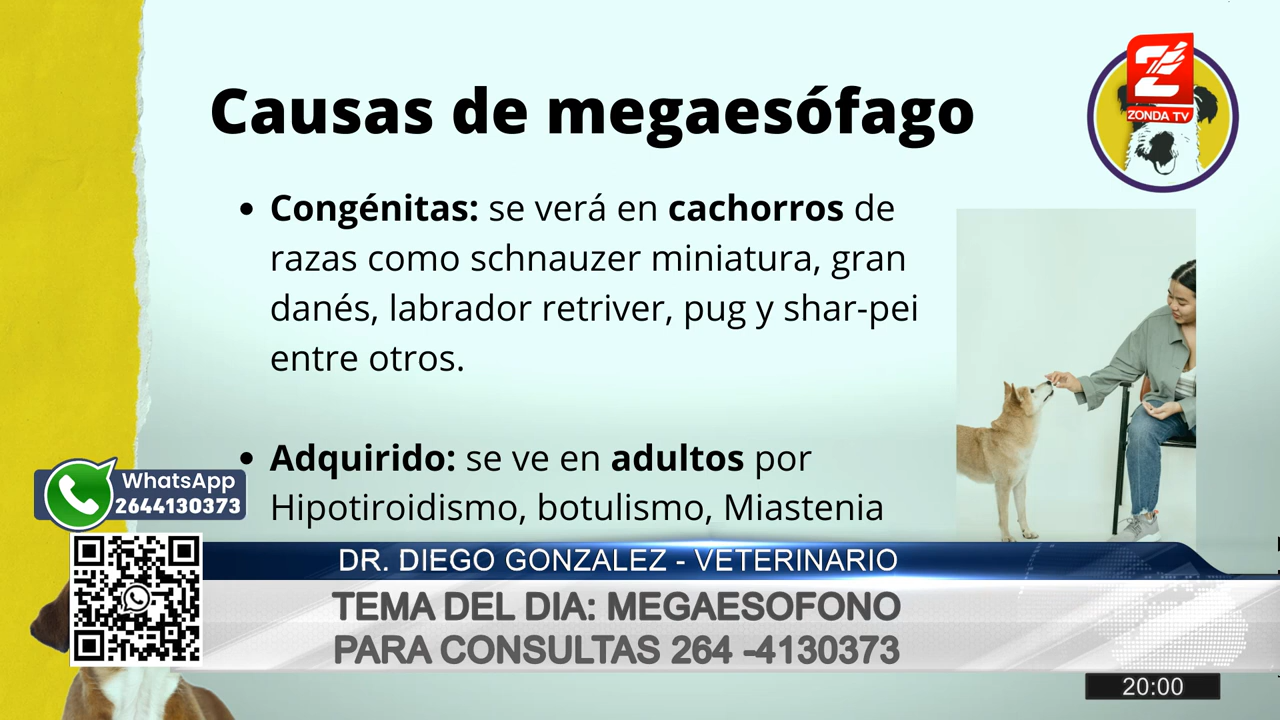 Causas de megaesófago
ZONDA TV
• Congénitas: se verá en cachorros de
razas como schnauzer miniatura, gran
danés, labrador retriver, pug y shar-pei
entre otros.
• Adquirido: se ve en adultos por
Hipotiroidismo, botulismo, Miastenia
WhatsApp
2644130373
DR. DIEGO GONZALEZ - VETERINARIO
TEMA DEL DIA: MEGAESOFONO
PARA CONSULTAS 264 -4130373
20:00